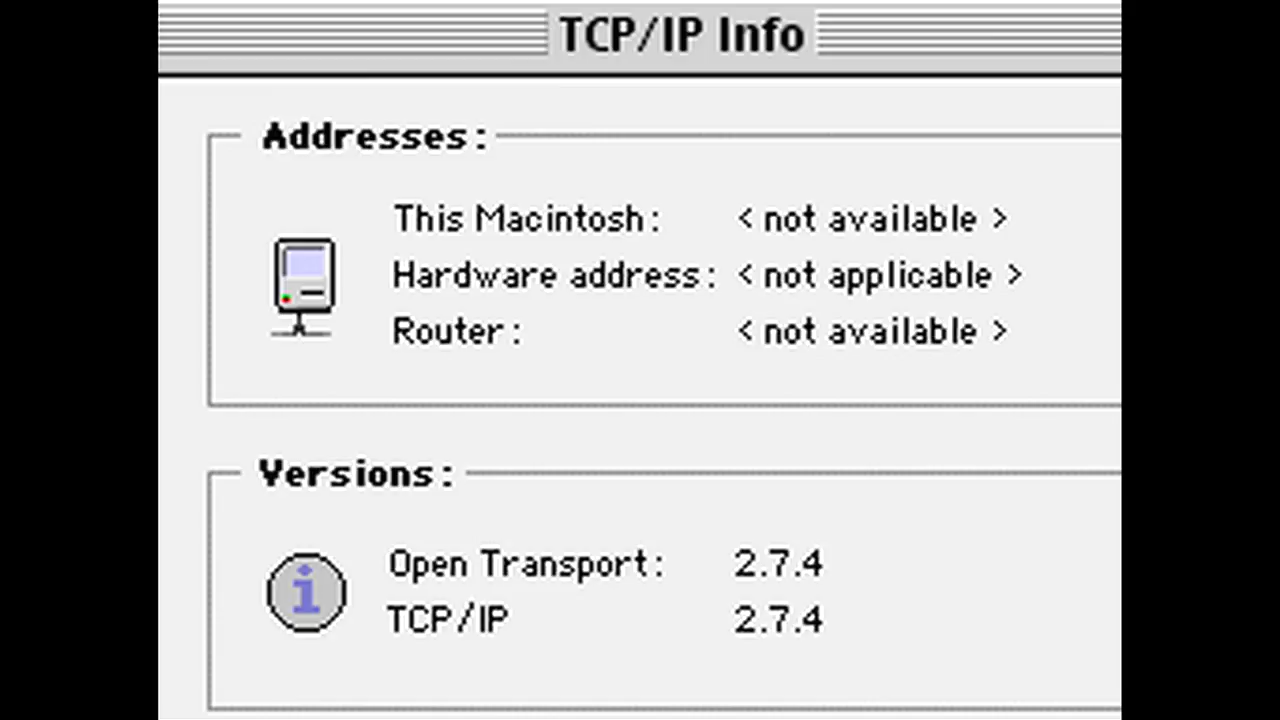 TCP/IP Info
Addresses:
This Macintosh: < not available >
Hardware address: < not applicable >
Router: < not available >
Versions:
Open Transport: 2.7.4
TCP/IP 2.7.4